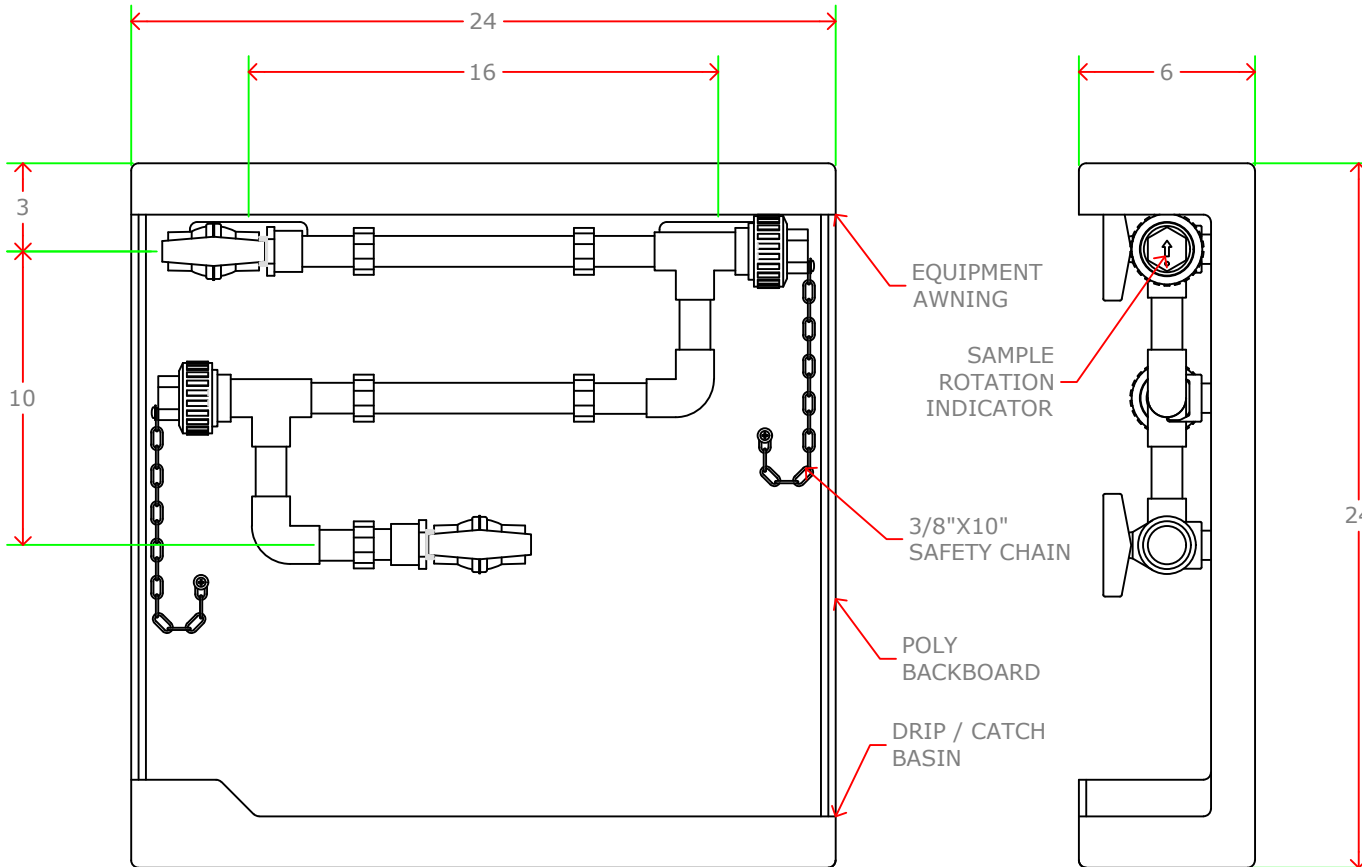 24
16
6
3
10
EQUIPMENT
AWNING
SAMPLE
ROTATION
INDICATOR
3/8"X10"
SAFETY CHAIN
24
POLY
BACKBOARD
DRIP / CATCH
BASIN